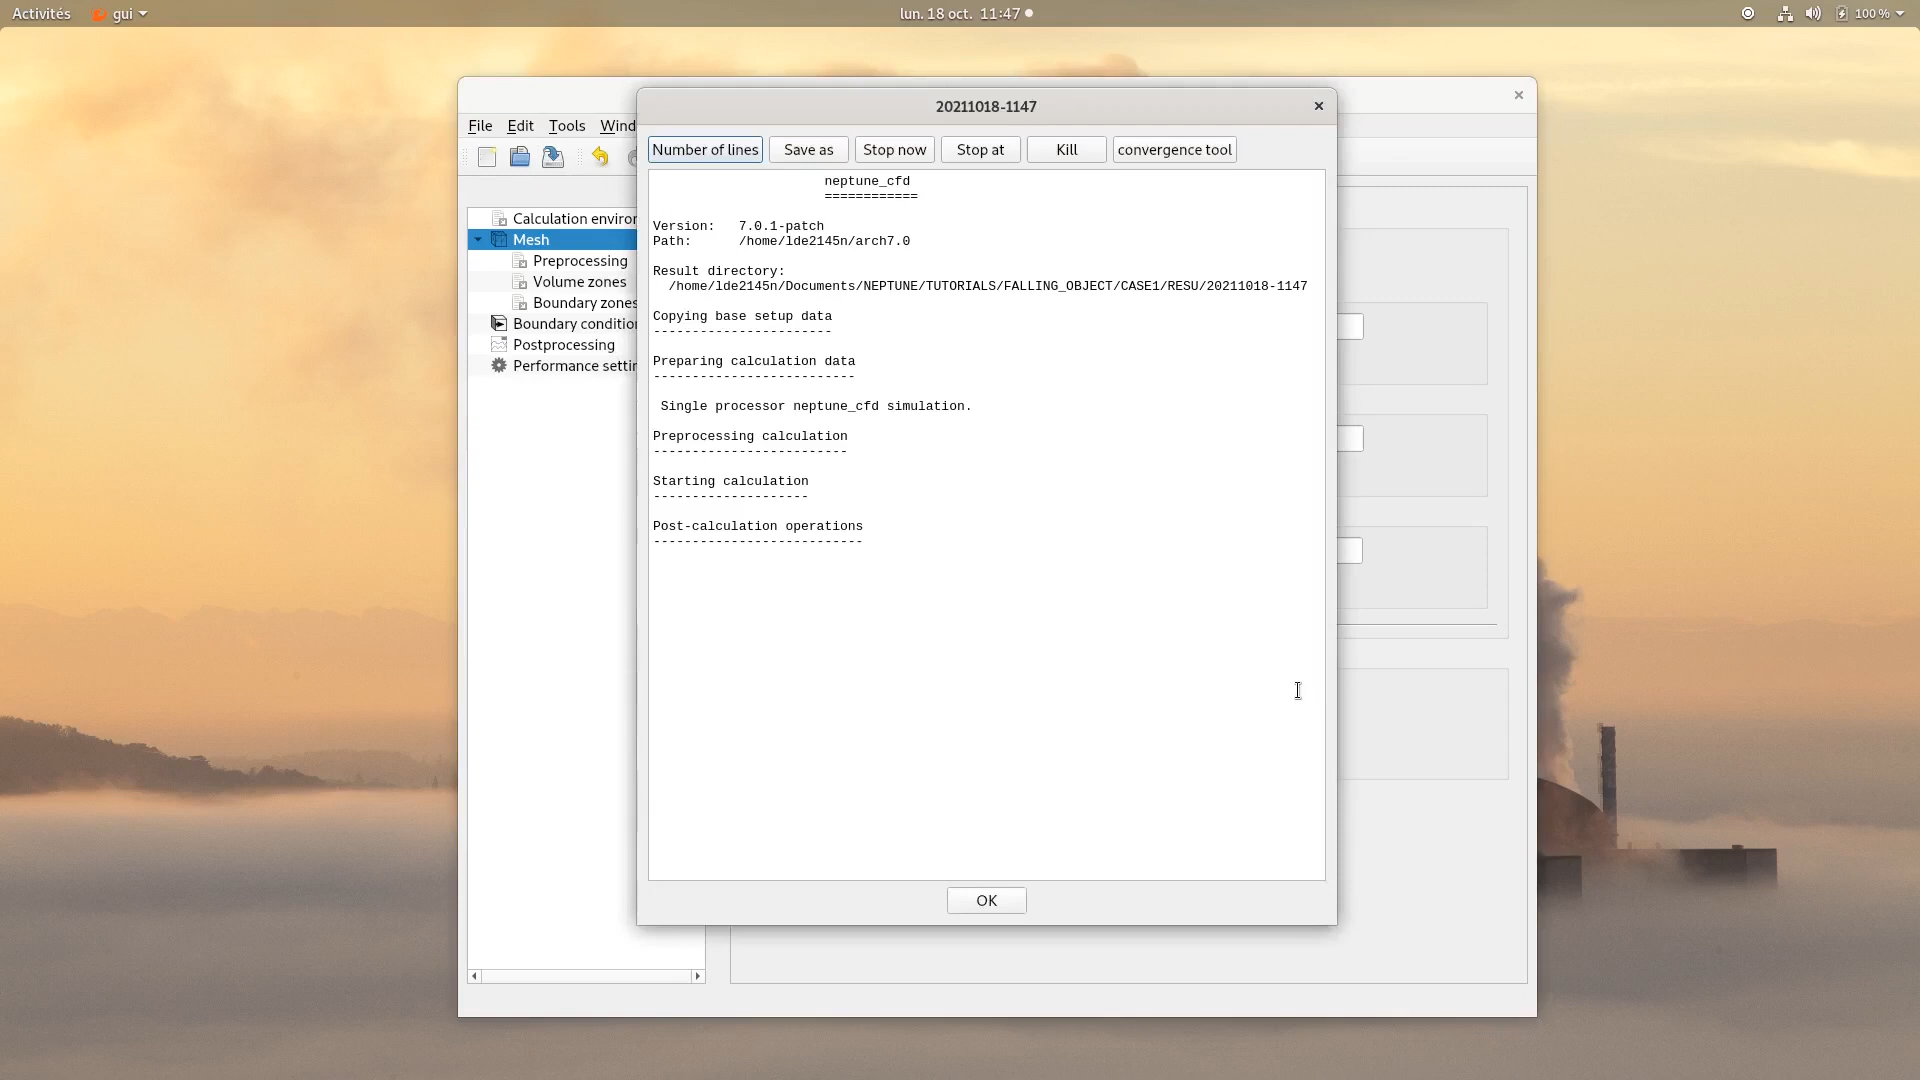 Activités gui lun. 18 oct. 11:47 100 %
20211018-1147
File Edit Tools Wind
Number of lines Save as Stop now Stop at Kill convergence tool
Calculation enviror
Mesh
Preprocessing
Volume zones
Boundary zones
Boundary condition
Postprocessing
Performance settin
neptune_cfd
============
Version: 7.0.1-patch
Path: /home/lde2145n/arch7.0
Result directory:
/home/lde2145n/Documents/NEPTUNE/TUTORIALS/FALLING_OBJECT/CASE1/RESU/20211018-1147
Copying base setup data
-----------------------
Preparing calculation data
--------------------------
Single processor neptune_cfd simulation.
Preprocessing calculation
-------------------------
Starting calculation
--------------------
Post-calculation operations
---------------------------
OK